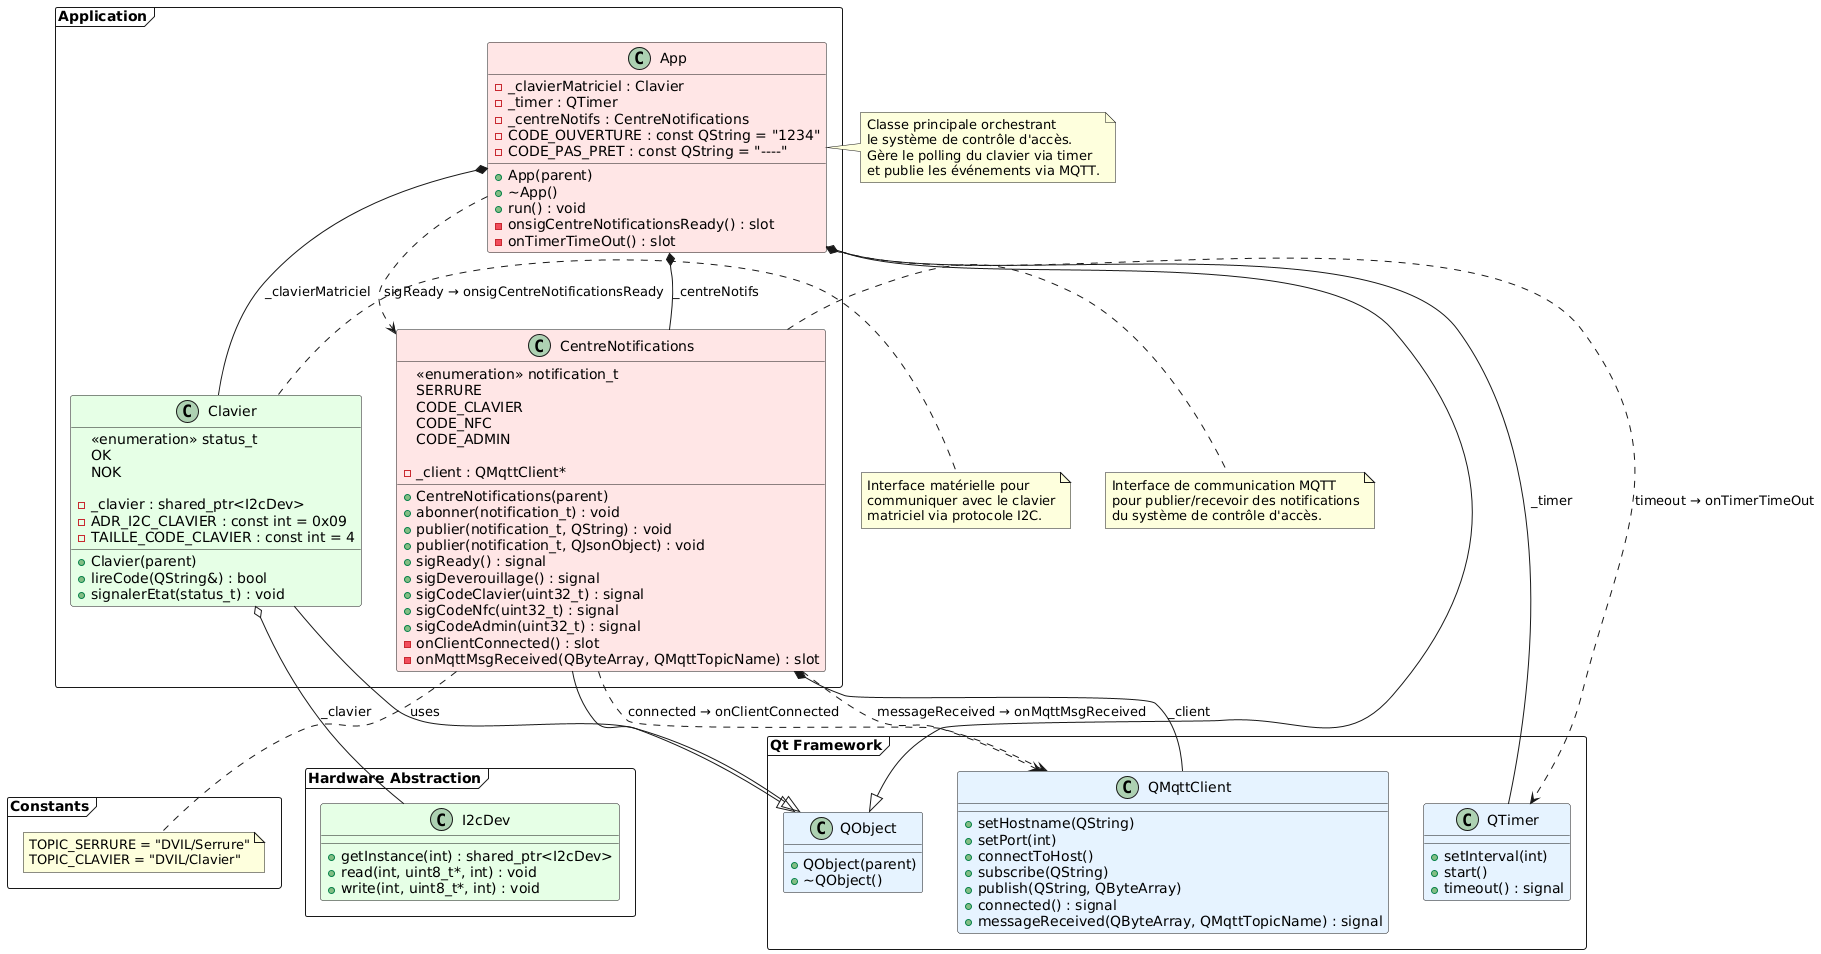 Application
App
_clavierMatriciel : Clavier
_timer : QTimer
_centreNotifs : CentreNotifications
CODE_OUVERTURE : const QString = "1234"
CODE_PAS_PRET : const QString = "----"
App(parent)
~App()
run() : void
onsigCentreNotificationsReady() : slot
onTimerTimeOut() : slot
Classe principale orchestrant
le système de contrôle d'accès.
Gère le polling du clavier via timer
et publie les événements via MQTT.
_clavierMatriciel
sigReady → onsigCentreNotificationsReady
_centreNotifs
CentreNotifications
«enumeration» notification_t
SERRURE
CODE_CLAVIER
CODE_NFC
CODE_ADMIN
_client : QMqttClient*
CentreNotifications(parent)
abonner(notification_t) : void
publier(notification_t, QString) : void
publier(notification_t, QJsonObject) : void
sigReady() : signal
sigDeverouillage() : signal
sigCodeClavier(uint32_t) : signal
sigCodeNfc(uint32_t) : signal
sigCodeAdmin(uint32_t) : signal
onClientConnected() : slot
onMqttMsgReceived(QByteArray, QMqttTopicName) : slot
Clavier
«enumeration» status_t
OK
NOK
_clavier : shared_ptr<I2cDev>
ADR_I2C_CLAVIER : const int = 0x09
TAILLE_CODE_CLAVIER : const int = 4
Clavier(parent)
lireCode(QString&) : bool
signalerEtat(status_t) : void
Interface matérielle pour
communiquer avec le clavier
matriciel via protocole I2C.
Interface de communication MQTT
pour publier/recevoir des notifications
du système de contrôle d'accès.
_timer
timeout → onTimerTimeOut
_clavier
uses
connected → onClientConnected
messageReceived → onMqttMsgReceived
_client
Constants
TOPIC_SERRURE = "DVIL/Serrure"
TOPIC_CLAVIER = "DVIL/Clavier"
Hardware Abstraction
I2cDev
getInstance(int) : shared_ptr<I2cDev>
read(int, uint8_t*, int) : void
write(int, uint8_t*, int) : void
Qt Framework
QObject
QObject(parent)
~QObject()
QMqttClient
setHostname(QString)
setPort(int)
connectToHost()
subscribe(QString)
publish(QString, QByteArray)
connected() : signal
messageReceived(QByteArray, QMqttTopicName) : signal
QTimer
setInterval(int)
start()
timeout() : signal